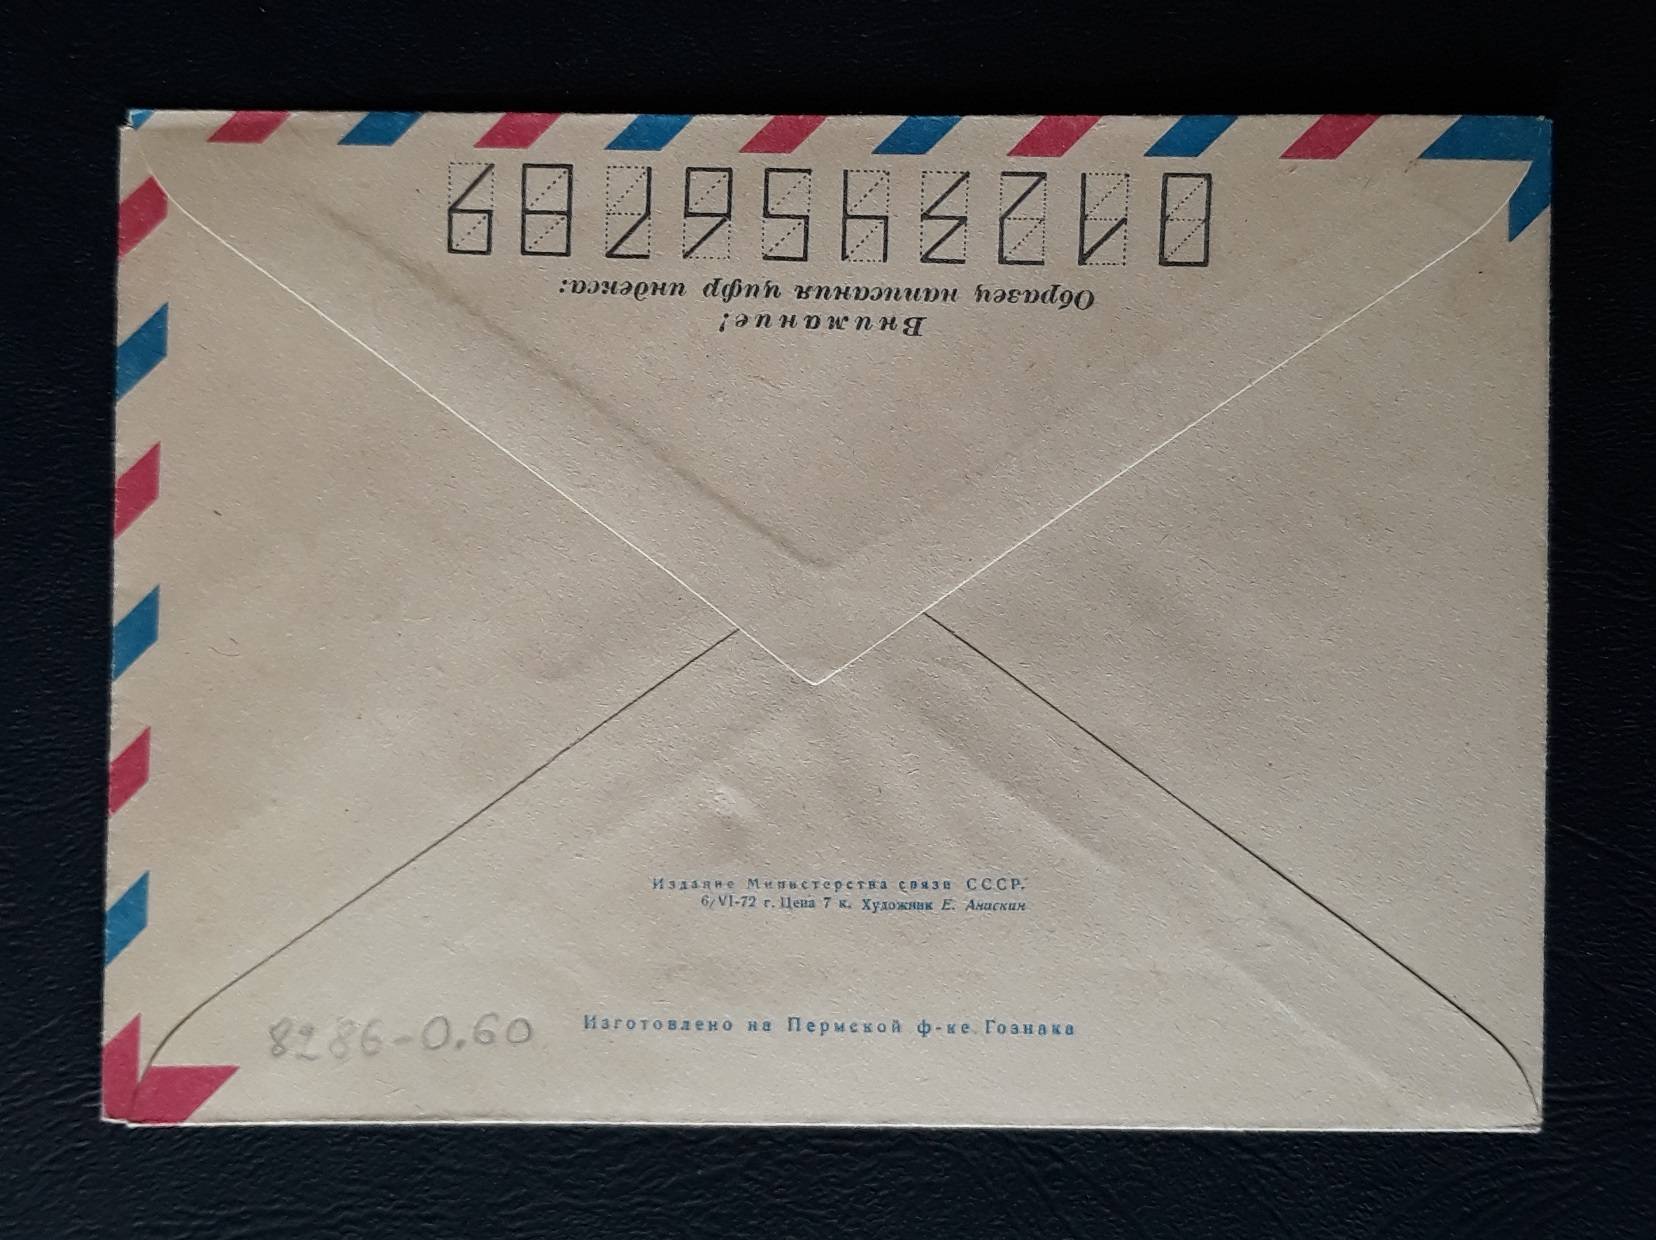 Внимание!
Образец написания цифр индекса:
0123456789
Издание Министерства связи СССР.
6/VI-72 г. Цена 7 к. Художник Е. Анискин
8286-0.60
Изготовлено на Пермской ф-ке Гознака